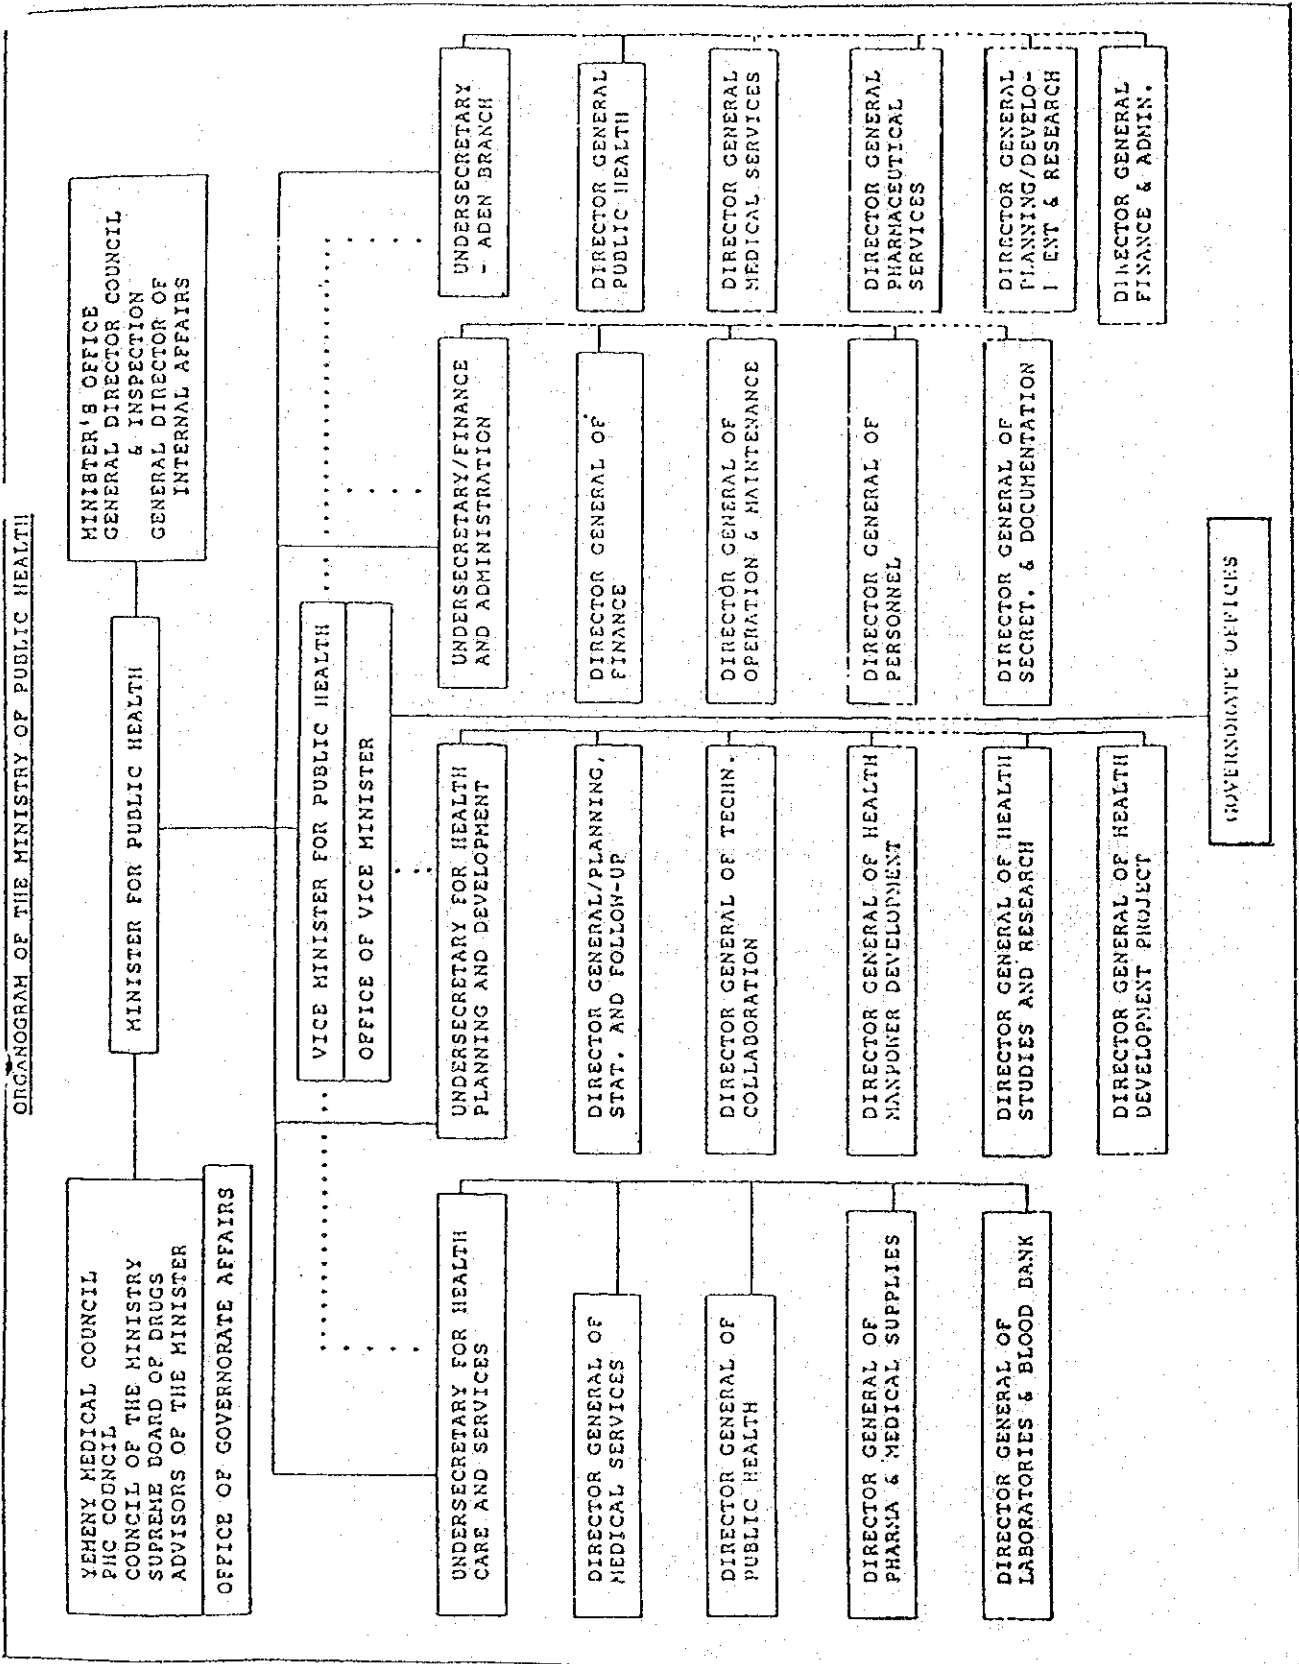 ORGANOGRAM OF THE MINISTRY OF PUBLIC HEALTH
YEMENY MEDICAL COUNCIL
PHC COUNCIL
COUNCIL OF THE MINISTRY
SUPREME BOARD OF DRUGS
ADVISORS OF THE MINISTER
OFFICE OF GOVERNORATE AFFAIRS
MINISTER FOR PUBLIC HEALTH
MINISTER'S OFFICE
GENERAL DIRECTOR COUNCIL
& INSPECTION
GENERAL DIRECTOR OF
INTERNAL AFFAIRS
VICE MINISTER FOR PUBLIC HEALTH
OFFICE OF VICE MINISTER
UNDERSECRETARY FOR HEALTH
CARE AND SERVICES
DIRECTOR GENERAL OF
MEDICAL SERVICES
DIRECTOR GENERAL OF
PUBLIC HEALTH
DIRECTOR GENERAL OF
PHARMA & MEDICAL SUPPLIES
DIRECTOR GENERAL OF
LABORATORIES & BLOOD BANK
UNDERSECRETARY FOR HEALTH
PLANNING AND DEVELOPMENT
DIRECTOR GENERAL/PLANNING,
STAT. AND FOLLOW-UP
DIRECTOR GENERAL OF TECHN.
COLLABORATION
DIRECTOR GENERAL OF HEALTH
MANPOWER DEVELOPMENT
DIRECTOR GENERAL OF HEALTH
STUDIES AND RESEARCH
DIRECTOR GENERAL OF HEALTH
DEVELOPMENT PROJECT
UNDERSECRETARY/FINANCE
AND ADMINISTRATION
DIRECTOR GENERAL OF
FINANCE
DIRECTOR GENERAL OF
OPERATION & MAINTENANCE
DIRECTOR GENERAL OF
PERSONNEL
DIRECTOR GENERAL OF
SECRET. & DOCUMENTATION
UNDERSECRETARY
- ADEN BRANCH
DIRECTOR GENERAL
PUBLIC HEALTH
DIRECTOR GENERAL
MEDICAL SERVICES
DIRECTOR GENERAL
PHARMACEUTICAL
SERVICES
DIRECTOR GENERAL
PLANNING/DEVELO-
ENT & RESEARCH
DIRECTOR GENERAL
FINANCE & ADMIN.
GOVERNORATE OFFICES